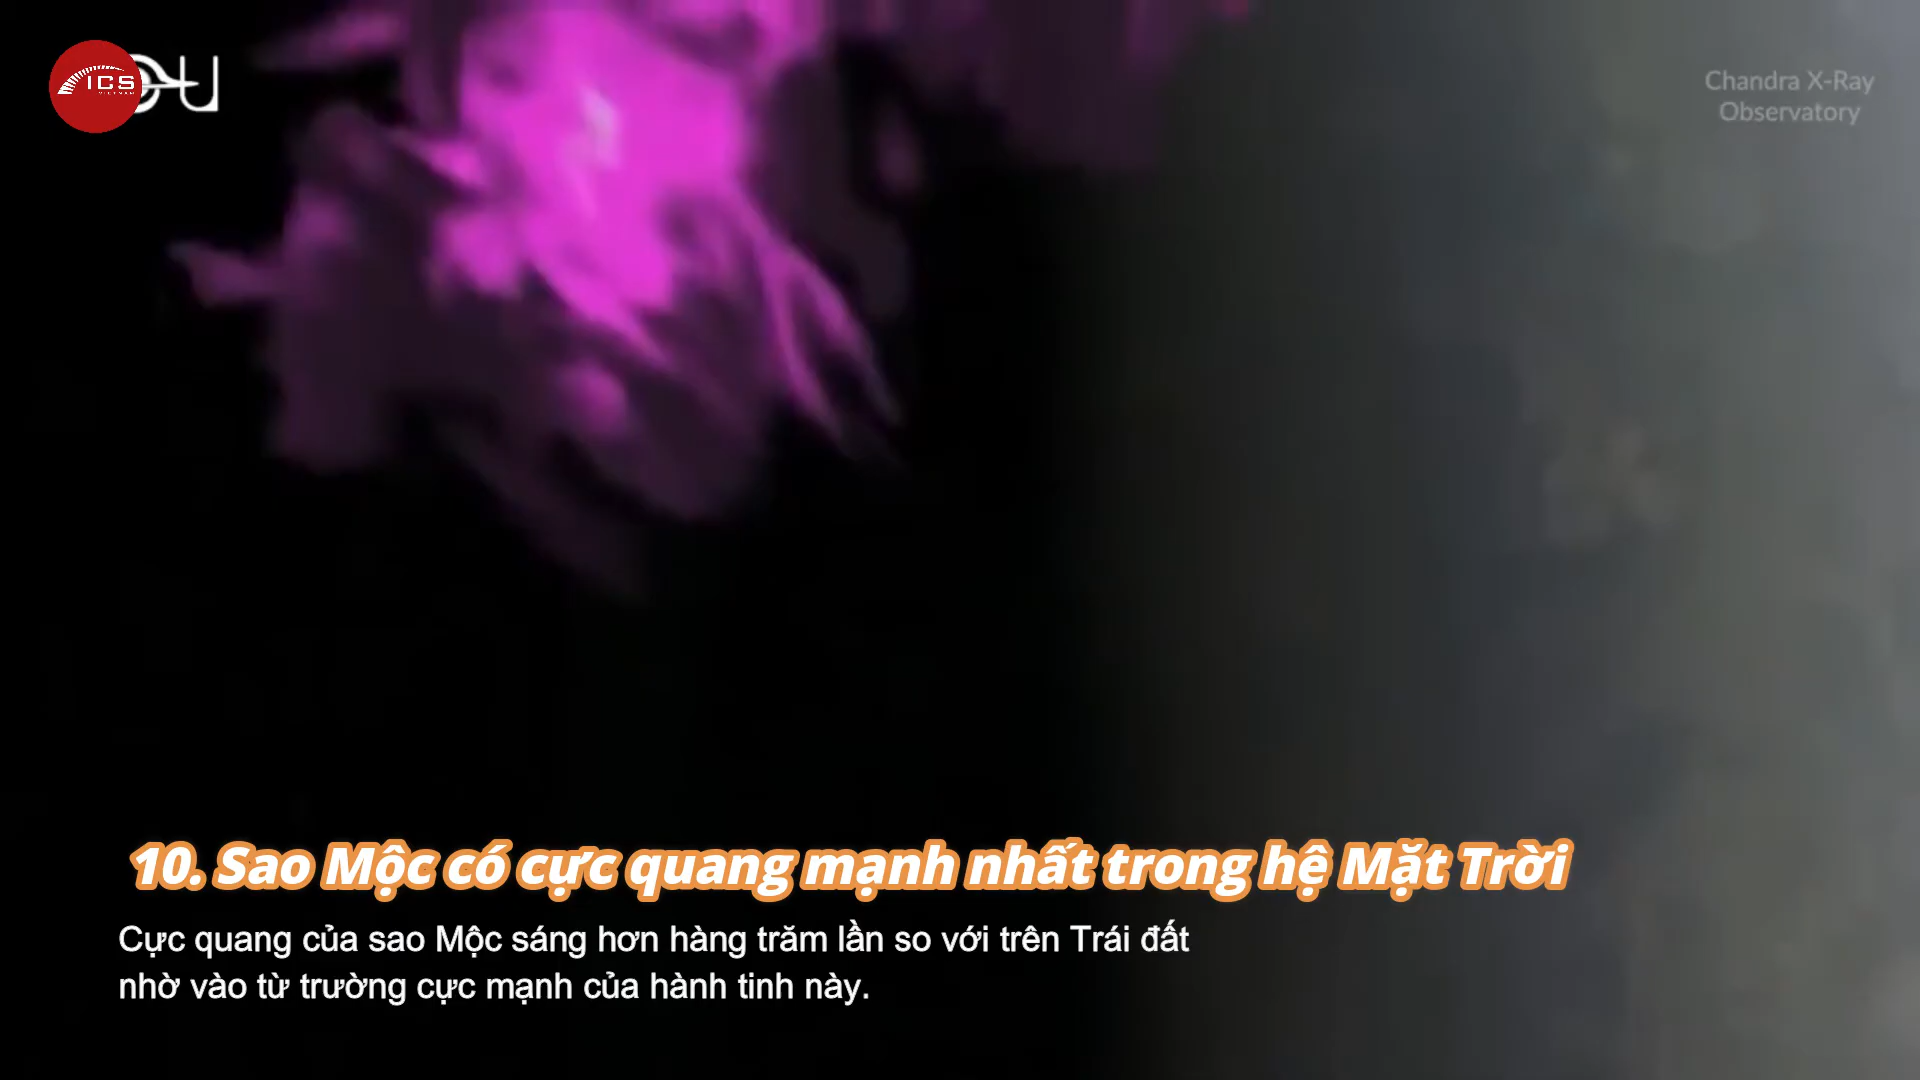 ICS
VIETNAM
Chandra X-Ray
Observatory
10. Sao Mộc có cực quang mạnh nhất trong hệ Mặt Trời
Cực quang của sao Mộc sáng hơn hàng trăm lần so với trên Trái đất
nhờ vào từ trường cực mạnh của hành tinh này.